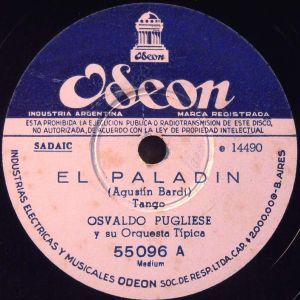 Odeon
Odeon
INDUSTRIA ARGENTINA
MARCA REGISTRADA
ESTA PROHIBIDA LA EJECUCION PUBLICA O RADIOTRANSMISION DE ESTE DISCO,
NO AUTORIZADA, DE ACUERDO CON LA LEY DE PROPIEDAD INTELECTUAL
SADAIC
e 14490
EL PALADIN
(Agustín Bardi)
Tango
OSVALDO PUGLIESE
y su Orquesta Típica
55096 A
Medium
INDUSTRIAS ELECTRICAS Y MUSICALES ODEON SOC. DE RESP. LTDA. CAP. $2.000.000-B. AIRES